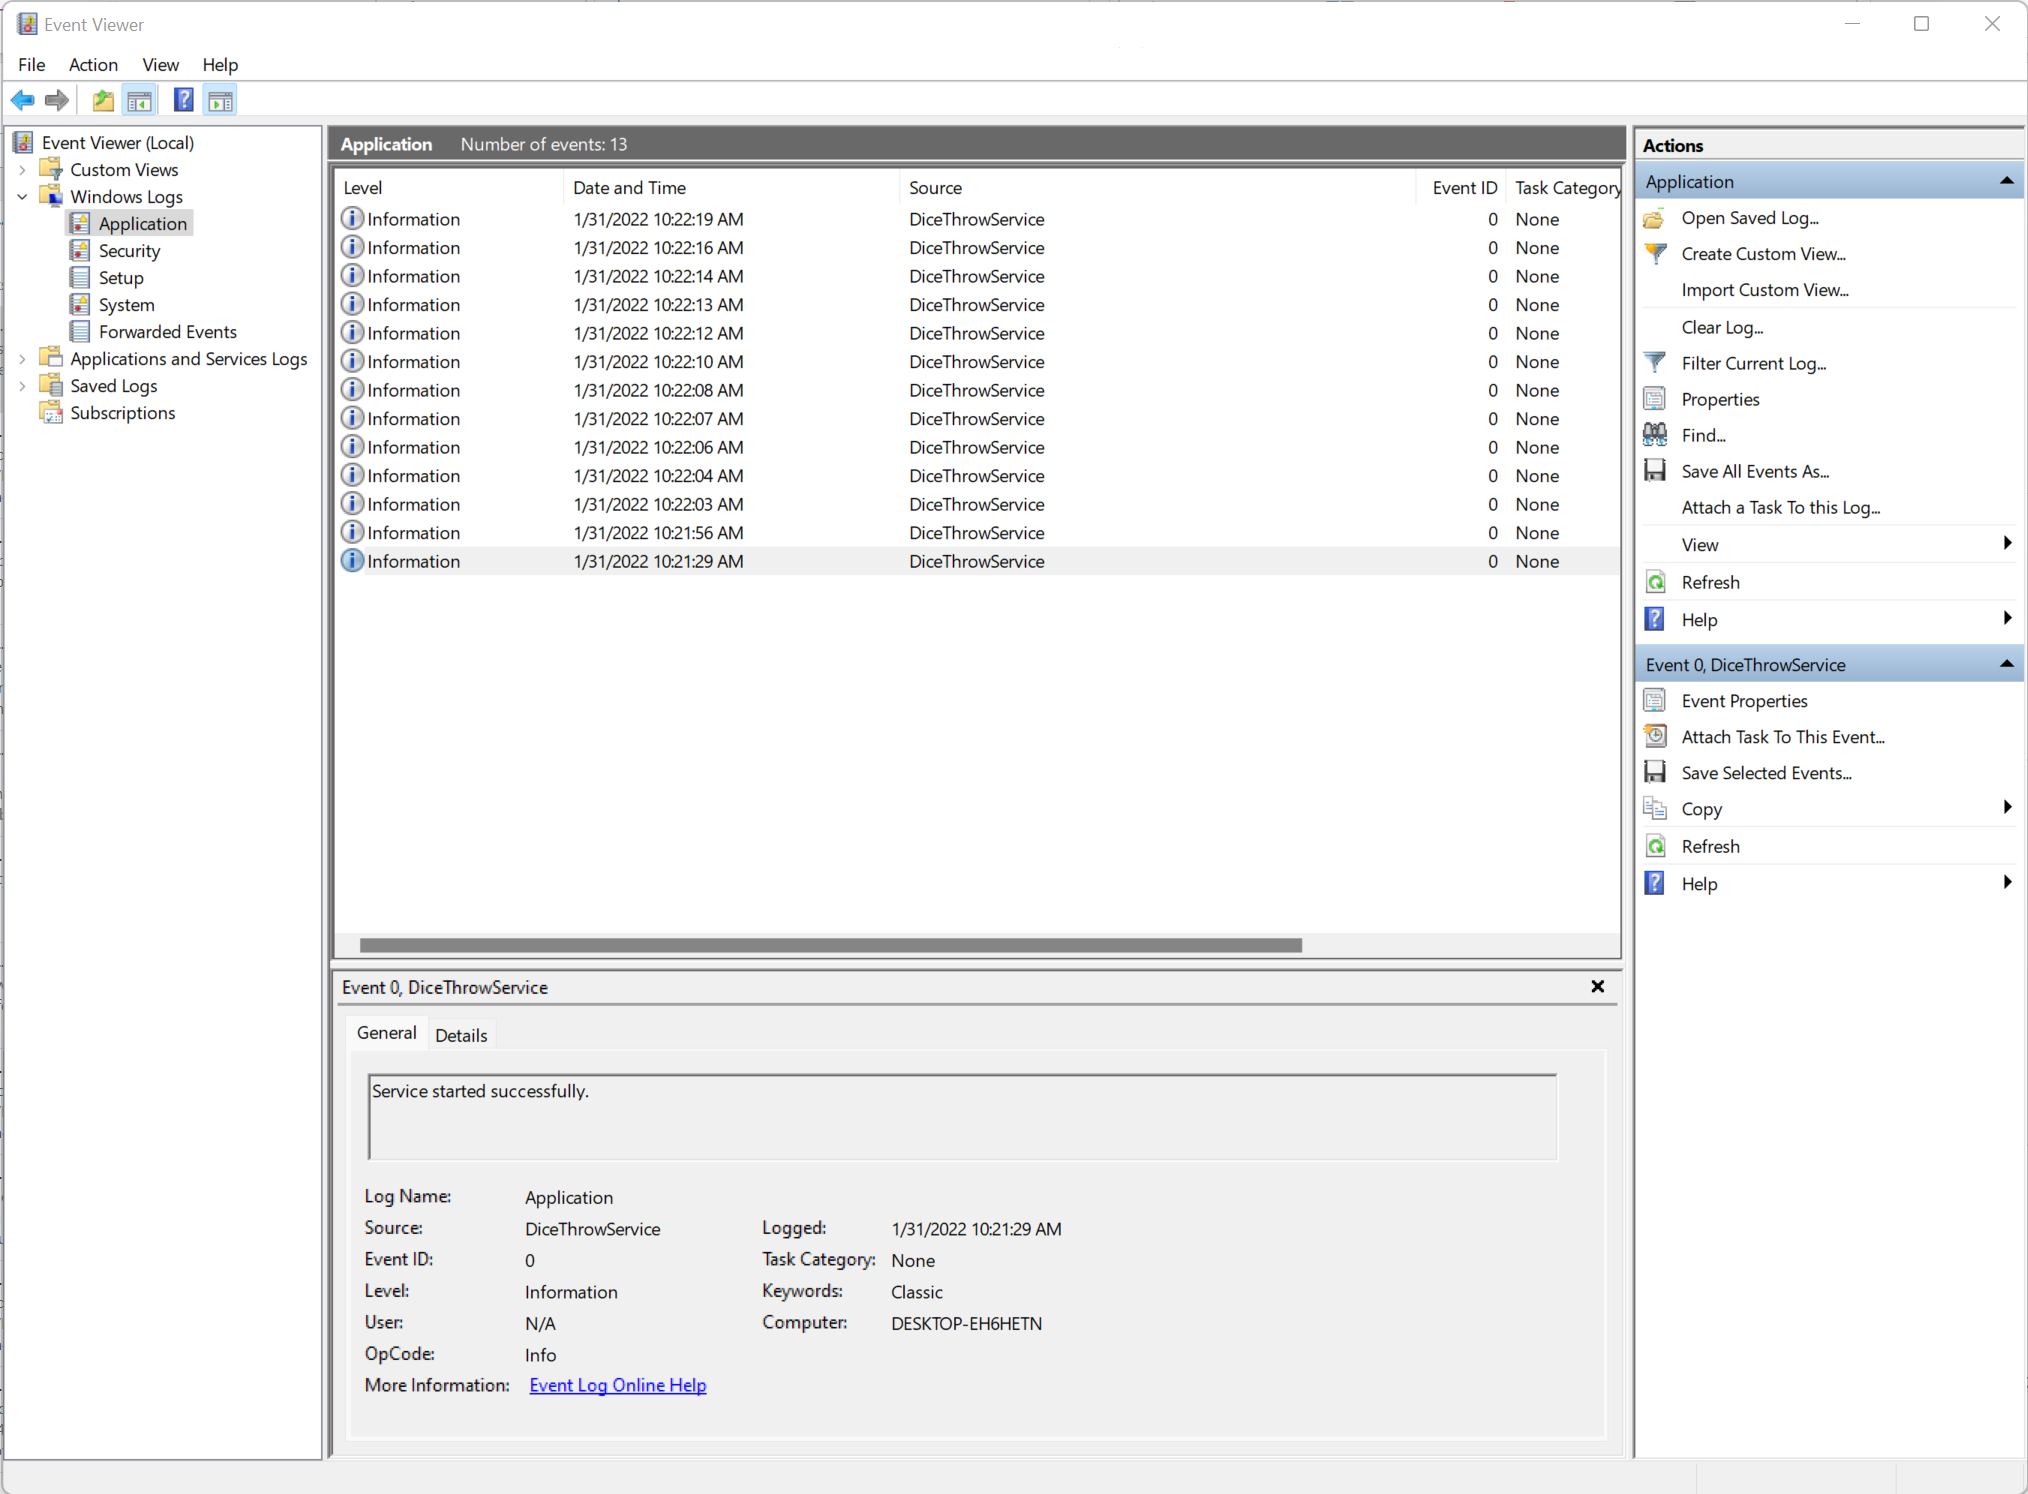 Event Viewer
File Action View Help
Event Viewer (Local)
Custom Views
Windows Logs
Application
Security
Setup
System
Forwarded Events
Applications and Services Logs
Saved Logs
Subscriptions
Application Number of events: 13
Level Date and Time Source Event ID Task Category
Information 1/31/2022 10:22:19 AM DiceThrowService 0 None
Information 1/31/2022 10:22:16 AM DiceThrowService 0 None
Information 1/31/2022 10:22:14 AM DiceThrowService 0 None
Information 1/31/2022 10:22:13 AM DiceThrowService 0 None
Information 1/31/2022 10:22:12 AM DiceThrowService 0 None
Information 1/31/2022 10:22:10 AM DiceThrowService 0 None
Information 1/31/2022 10:22:08 AM DiceThrowService 0 None
Information 1/31/2022 10:22:07 AM DiceThrowService 0 None
Information 1/31/2022 10:22:06 AM DiceThrowService 0 None
Information 1/31/2022 10:22:04 AM DiceThrowService 0 None
Information 1/31/2022 10:22:03 AM DiceThrowService 0 None
Information 1/31/2022 10:21:56 AM DiceThrowService 0 None
Information 1/31/2022 10:21:29 AM DiceThrowService 0 None
Event 0, DiceThrowService
General Details
Service started successfully.
Log Name: Application
Source: DiceThrowService Logged: 1/31/2022 10:21:29 AM
Event ID: 0 Task Category: None
Level: Information Keywords: Classic
User: N/A Computer: DESKTOP-EH6HETN
OpCode: Info
More Information: Event Log Online Help
Actions
Application
Open Saved Log...
Create Custom View...
Import Custom View...
Clear Log...
Filter Current Log...
Properties
Find...
Save All Events As...
Attach a Task To this Log...
View
Refresh
Help
Event 0, DiceThrowService
Event Properties
Attach Task To This Event...
Save Selected Events...
Copy
Refresh
Help